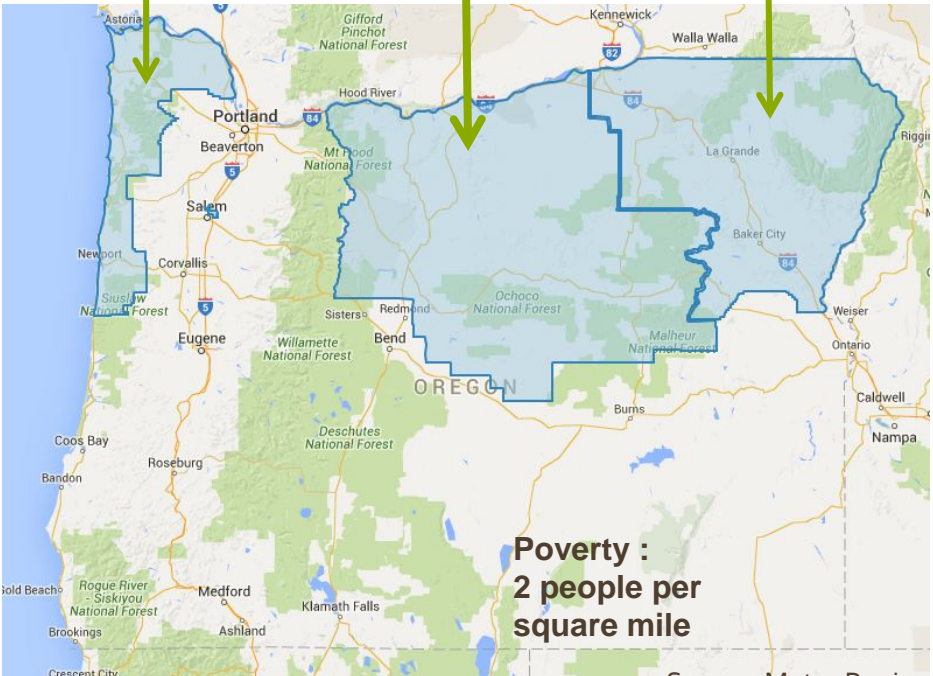 Astoria
Gifford
Pinchot
National Forest
Kennewick
82
Walla Walla
Hood River
84
84
84
Portland
Beaverton
Mt Hood
National Forest
La Grande
Riggi
5
Salem
Newport
Corvallis
Baker City
84
Siuslaw
National Forest
5
Sisters
Redmond
Ochoco
National Forest
Weiser
Eugene
Willamette
National Forest
Bend
Malheur
National Forest
Ontario
OREGON
Burns
Caldwell
Nampa
Coos Bay
Deschutes
National Forest
Roseburg
Bandon
Poverty :
2 people per
square mile
Gold Beach
Rogue River
- Siskiyou
National Forest
Medford
Klamath Falls
Brookings
Ashland
Crescent City